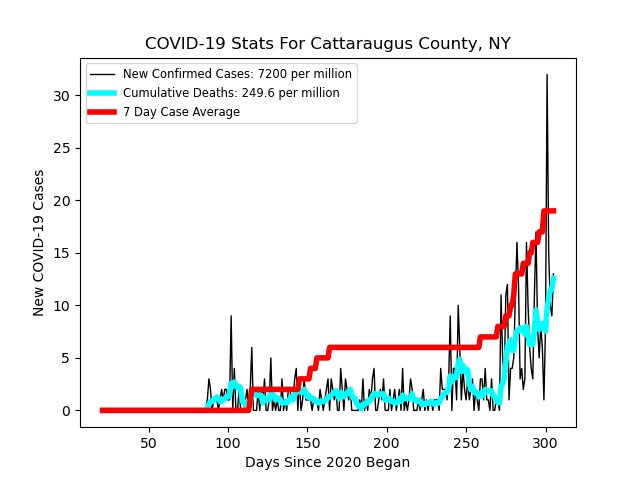 COVID-19 Stats For Cattaraugus County, NY
New Confirmed Cases: 7200 per million
Cumulative Deaths: 249.6 per million
7 Day Case Average
New COVID-19 Cases
30
25
20
15
10
5
0
50 100 150 200 250 300
Days Since 2020 Began